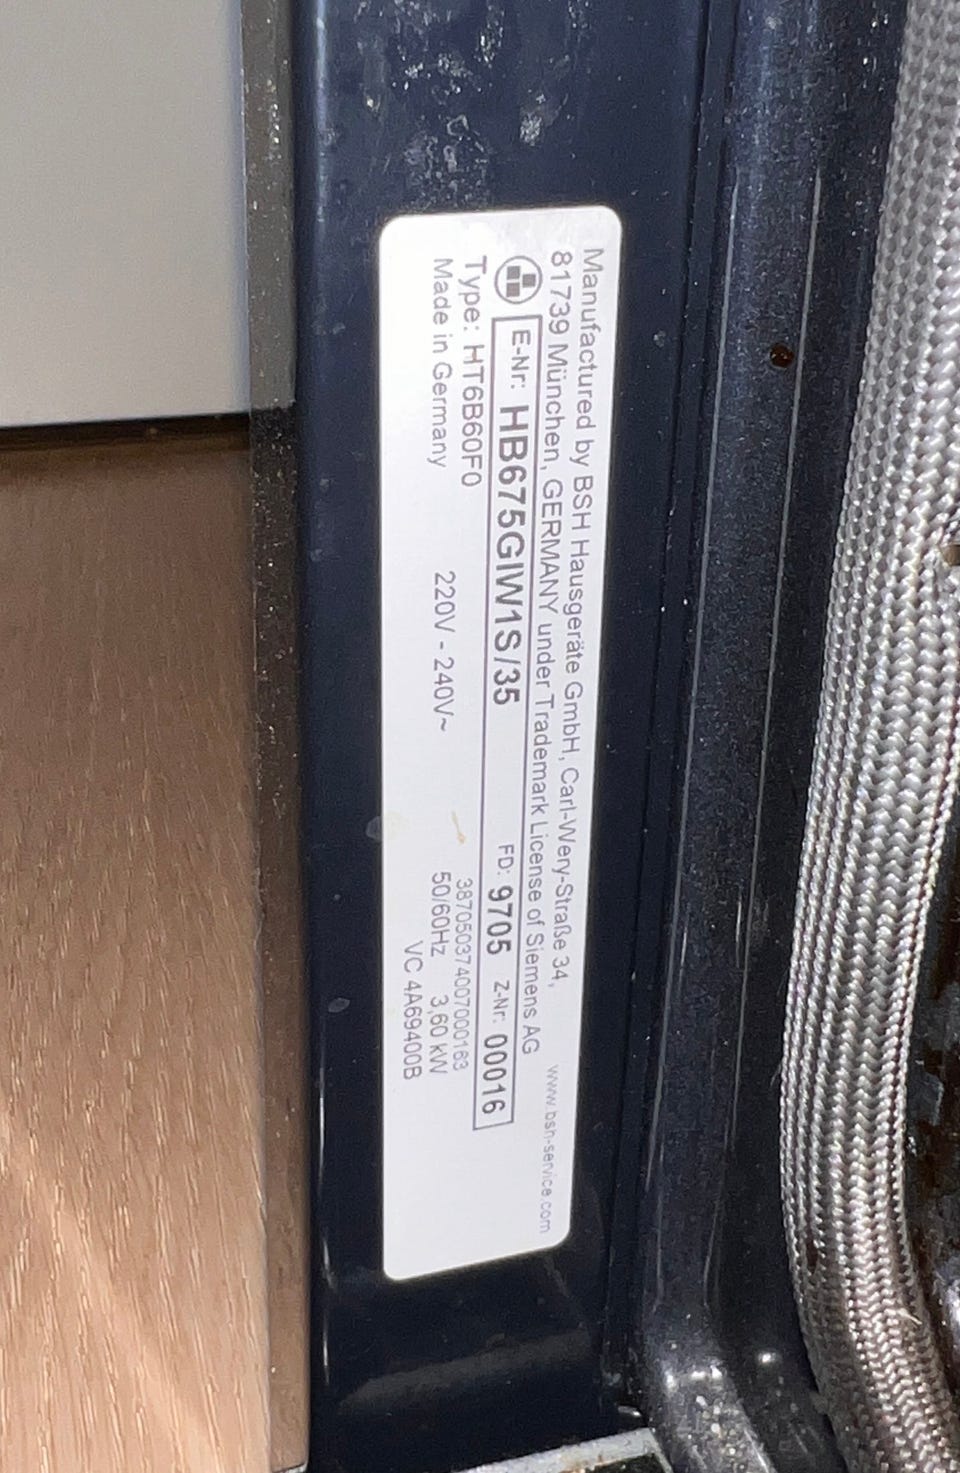 Manufactured by BSH Hausgeräte GmbH, Carl-Wery-Straße 34,
81739 München, GERMANY under Trademark License of Siemens AG
www.bsh-service.com
E-Nr: HB675GIW1S/35 FD: 9705 Z-Nr: 00016
Type: HT6B60F0 387050374007000163
Made in Germany 220V - 240V~ 50/60Hz 3,60 kW
VC 4A69400B